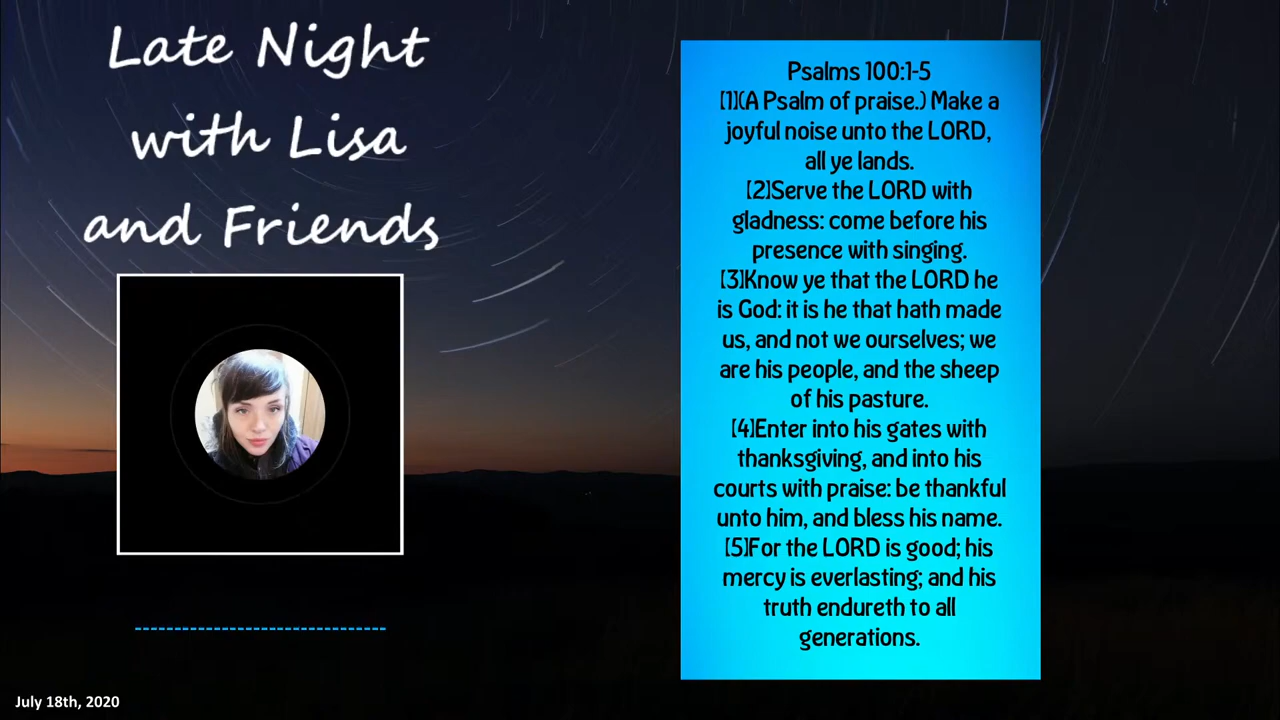 Late Night
with Lisa
and Friends
Psalms 100:1-5
[1](A Psalm of praise.) Make a
joyful noise unto the LORD,
all ye lands.
[2]Serve the LORD with
gladness: come before his
presence with singing.
[3]Know ye that the LORD he
is God: it is he that hath made
us, and not we ourselves; we
are his people, and the sheep
of his pasture.
[4]Enter into his gates with
thanksgiving, and into his
courts with praise: be thankful
unto him, and bless his name.
[5]For the LORD is good; his
mercy is everlasting; and his
truth endureth to all
generations.
July 18th, 2020